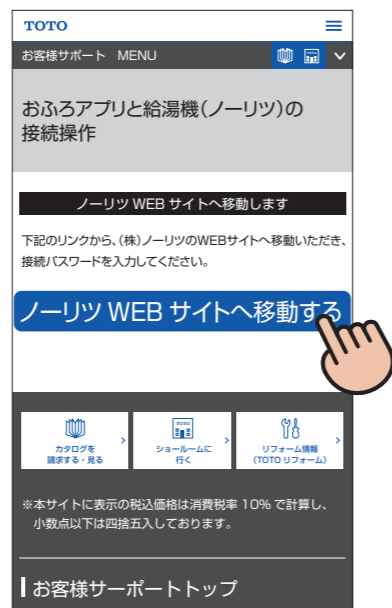 TOTO
お客様サポート MENU
おふろアプリと給湯機(ノーリツ)の
接続操作
ノーリツ WEB サイトへ移動します
下記のリンクから、(株)ノーリツのWEBサイトへ移動いただき、
接続パスワードを入力してください。
ノーリツ WEB サイトへ移動する
カタログを
請求する・見る
TOTO
ショールームに
行く
リフォーム情報
(TOTO リフォーム)
※本サイトに表示の税込価格は消費税率 10% で計算し、
小数点以下は四捨五入しております。
お客様サーポートトップ